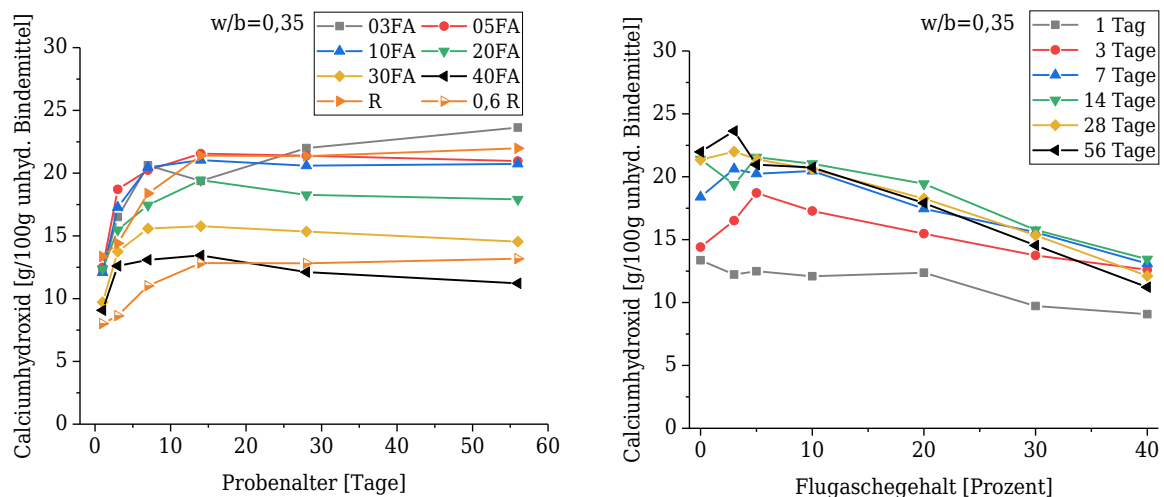 w/b=0,35
03FA 05FA
10FA 20FA
30FA 40FA
R 0,6 R
Calciumhydroxid [g/100g unhyd. Bindemittel]
30
25
20
15
10
5
0
0 10 20 30 40 50 60
Probenalter [Tage]
w/b=0,35
1 Tag
3 Tage
7 Tage
14 Tage
28 Tage
56 Tage
Calciumhydroxid [g/100g unhyd. Bindemittel]
30
25
20
15
10
5
0
0 10 20 30 40
Flugaschegehalt [Prozent]